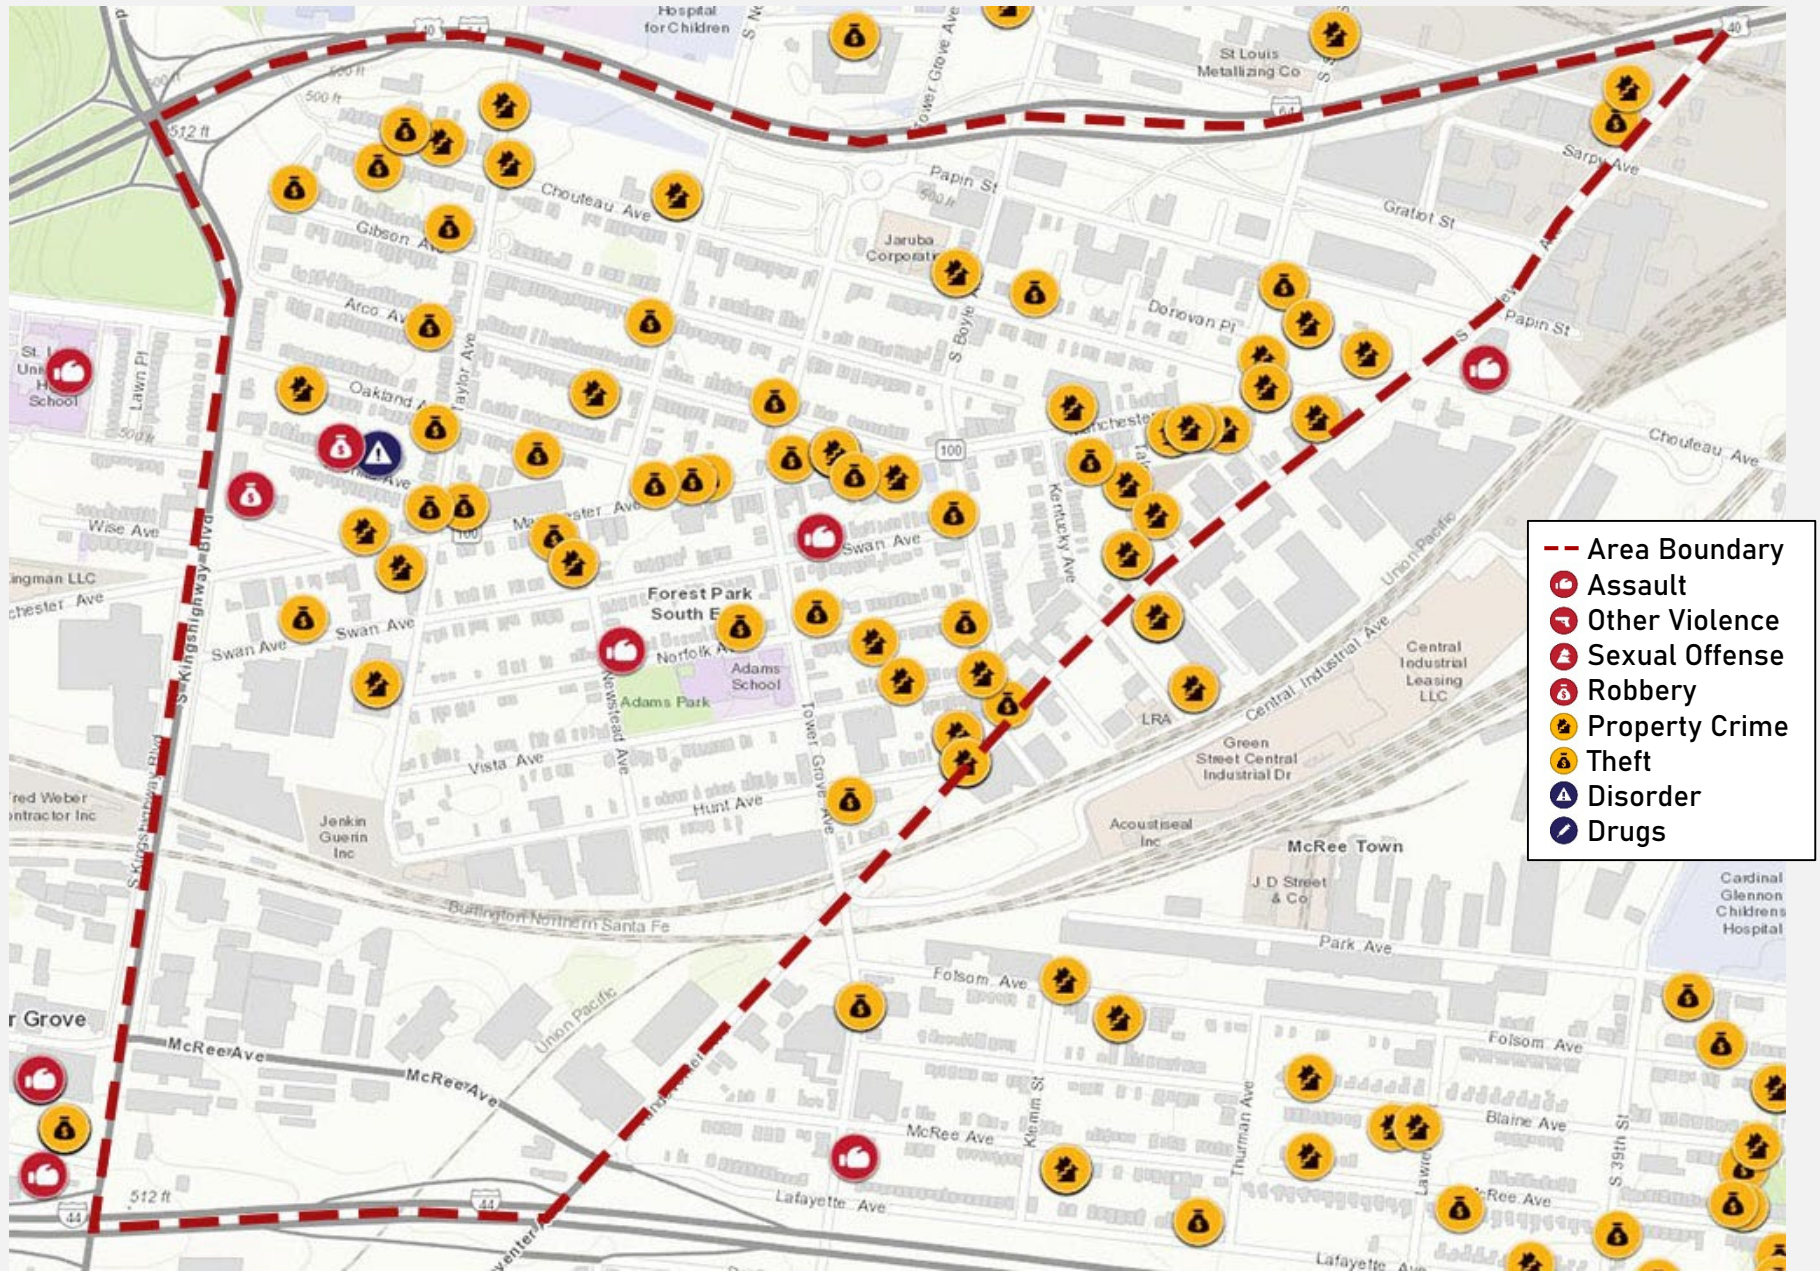 40
Hospital
for Children
Tower Grove Ave
St Louis
Metallizing Co
40
64
500 ft
500 ft
512 ft
Sarpy Ave
Papin St
500 ft
Chouteau Ave
Gratiot St
Gibson
Jaruba
Donovan Pl
Papin St
Arco
S Boyle
Lawn Pl
School
Oakland
Taylor Ave
500 ft
100
Chouteau Ave
Kentucky Ave
Wise Ave
100
Swan Ave
Union Pacific
S Kingshighway Blvd
Forest Park
Swan Ave
Swan Ave
Norfolk
Adams
School
Adams Park
Newstead Ave
Tower Grove Ave
LRA
Central Industrial Ave
Central
Industrial
Leasing
LLC
Green
Street Central
Industrial Dr
Vista Ave
Hunt Ave
S Kingshighway Blvd
Jenkin
Guerin
Inc
Acoustiseal
Inc
McRee Town
J D Street
& Co
Cardinal
Glennon
Childrens
Hospital
Burlington Northern Santa Fe
Park Ave
Folsom Ave
Union Pacific
Grove
McRee Ave
McRee Ave
Folsom Ave
Klemm St
Thurman Ave
McRee Ave
Blaine Ave
S 39th St
512 ft
44
44
Lafayette Ave
Lafayette
Area Boundary
Assault
Other Violence
Sexual Offense
Robbery
Property Crime
Theft
Disorder
Drugs